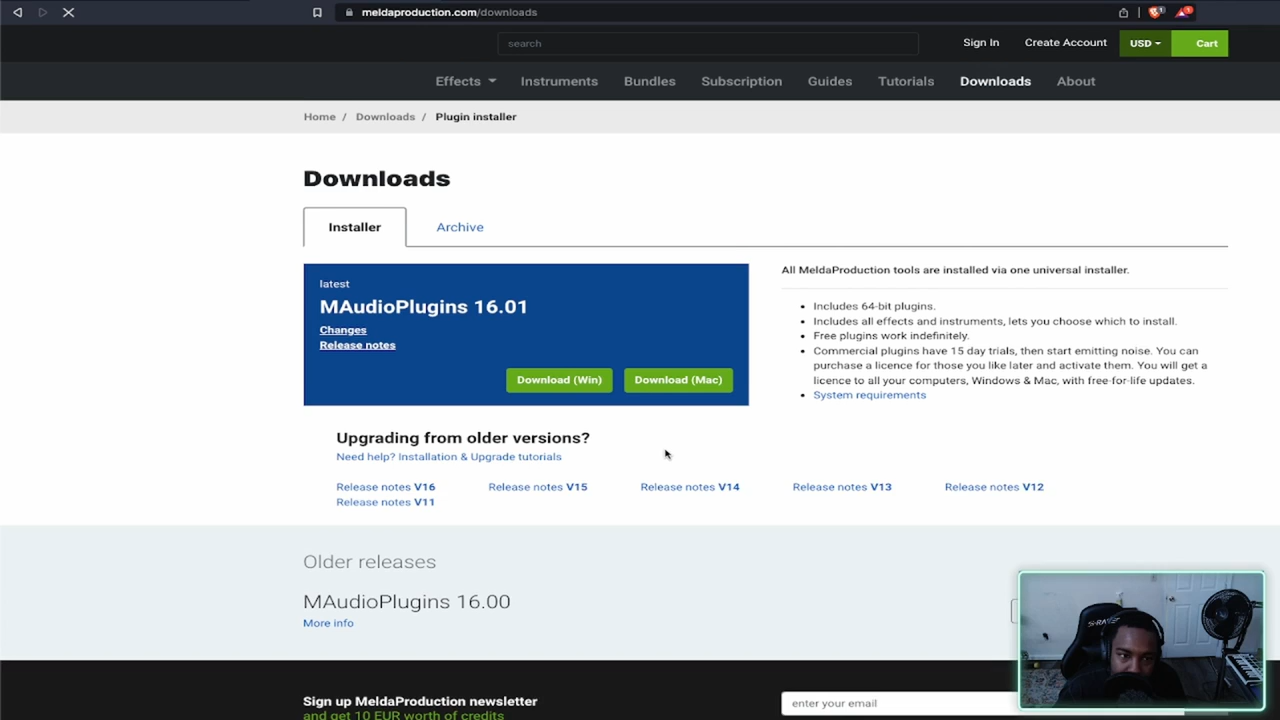 meldaproduction.com/downloads
search
Sign In
Create Account
USD
Cart
Effects
Instruments
Bundles
Subscription
Guides
Tutorials
Downloads
About
Home / Downloads / Plugin installer
Downloads
Installer
Archive
latest
MAudioPlugins 16.01
Changes
Release notes
Download (Win)
Download (Mac)
All MeldaProduction tools are installed via one universal installer.
Includes 64-bit plugins.
Includes all effects and instruments, lets you choose which to install.
Free plugins work indefinitely.
Commercial plugins have 15 day trials, then start emitting noise. You can
purchase a licence for those you like later and activate them. You will get a
licence to all your computers, Windows & Mac, with free-for-life updates.
System requirements
Upgrading from older versions?
Need help? Installation & Upgrade tutorials
Release notes V16
Release notes V15
Release notes V14
Release notes V13
Release notes V12
Release notes V11
Older releases
MAudioPlugins 16.00
More info
Sign up MeldaProduction newsletter
and get 10 EUR worth of credits
enter your email